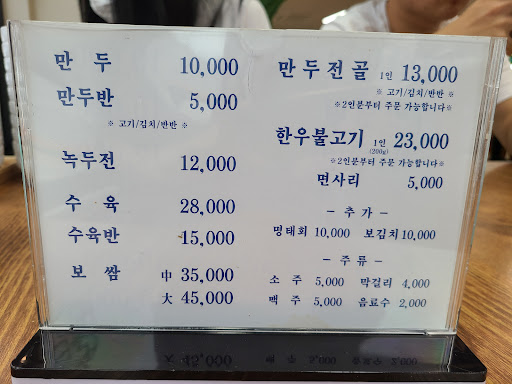 만두 10,000
만두반 5,000
※ 고기/김치/반반 ※
녹두전 12,000
수육 28,000
수육반 15,000
보쌈 中 35,000
大 45,000
만두전골 1인 13,000
※ 고기/김치/반반 ※
※2인분부터 주문 가능합니다※
한우불고기 1인 23,000
(200g)
※2인분부터 주문 가능합니다※
면사리 5,000
- 추가 -
명태회 10,000 보김치 10,000
- 주류 -
소주 5,000 막걸리 4,000
맥주 5,000 음료수 2,000